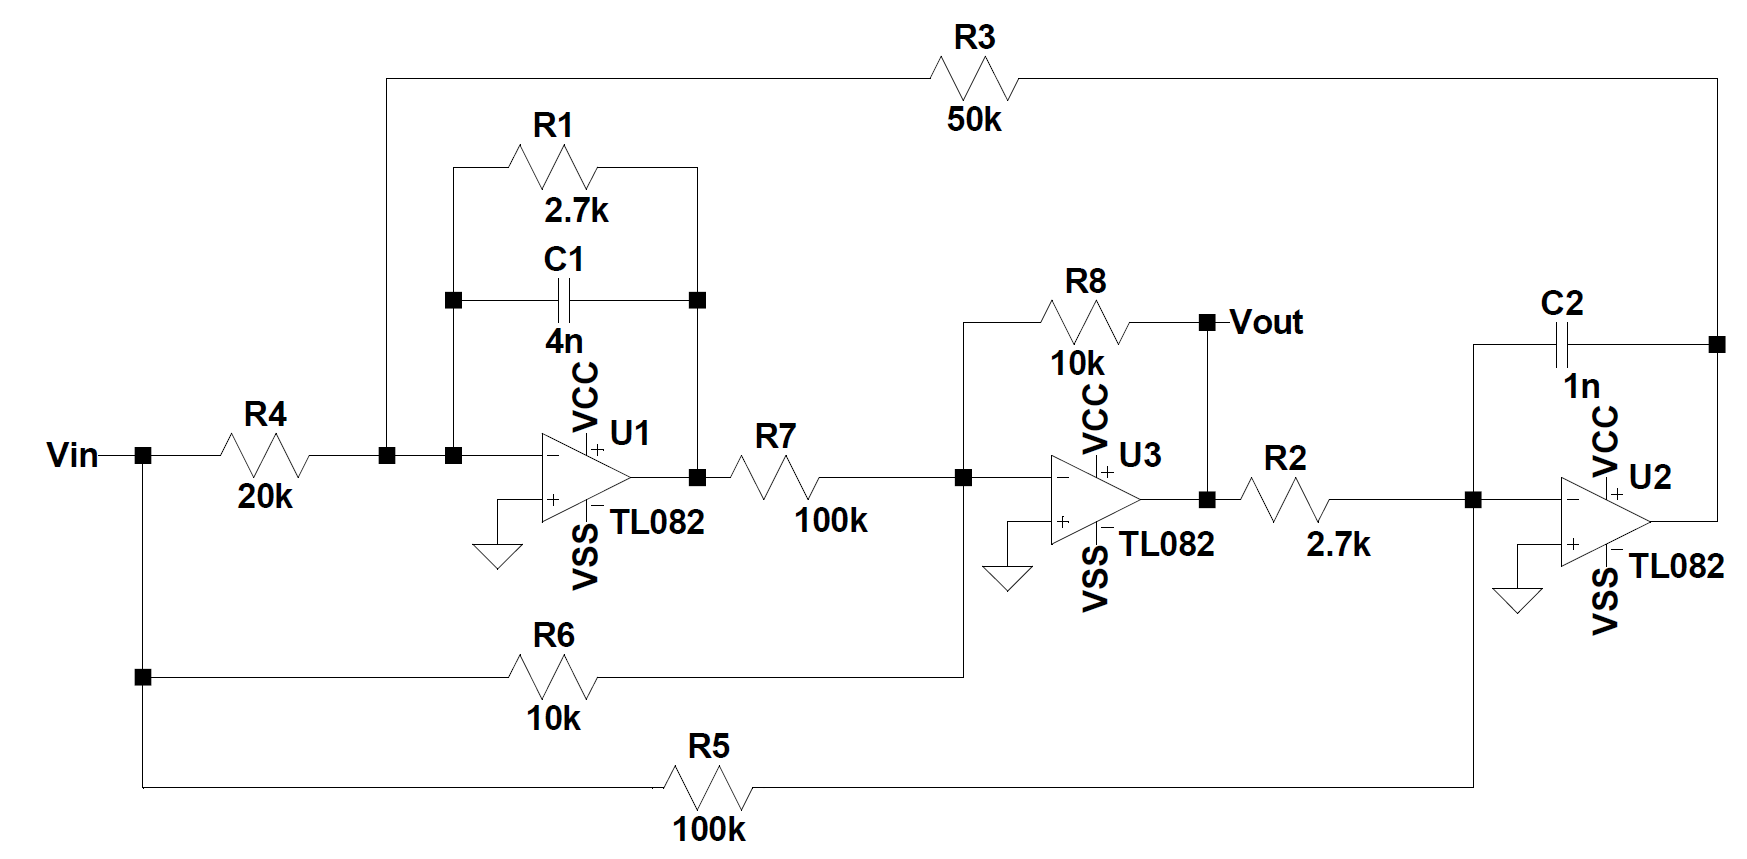 R3
50k
R1
2.7k
C1
4n
VCC
R8
10k
VCC
Vout
C2
1n
VCC
Vin
R4
20k
U1
TL082
VSS
R7
100k
U3
TL082
VSS
R2
2.7k
U2
TL082
VSS
R6
10k
R5
100k